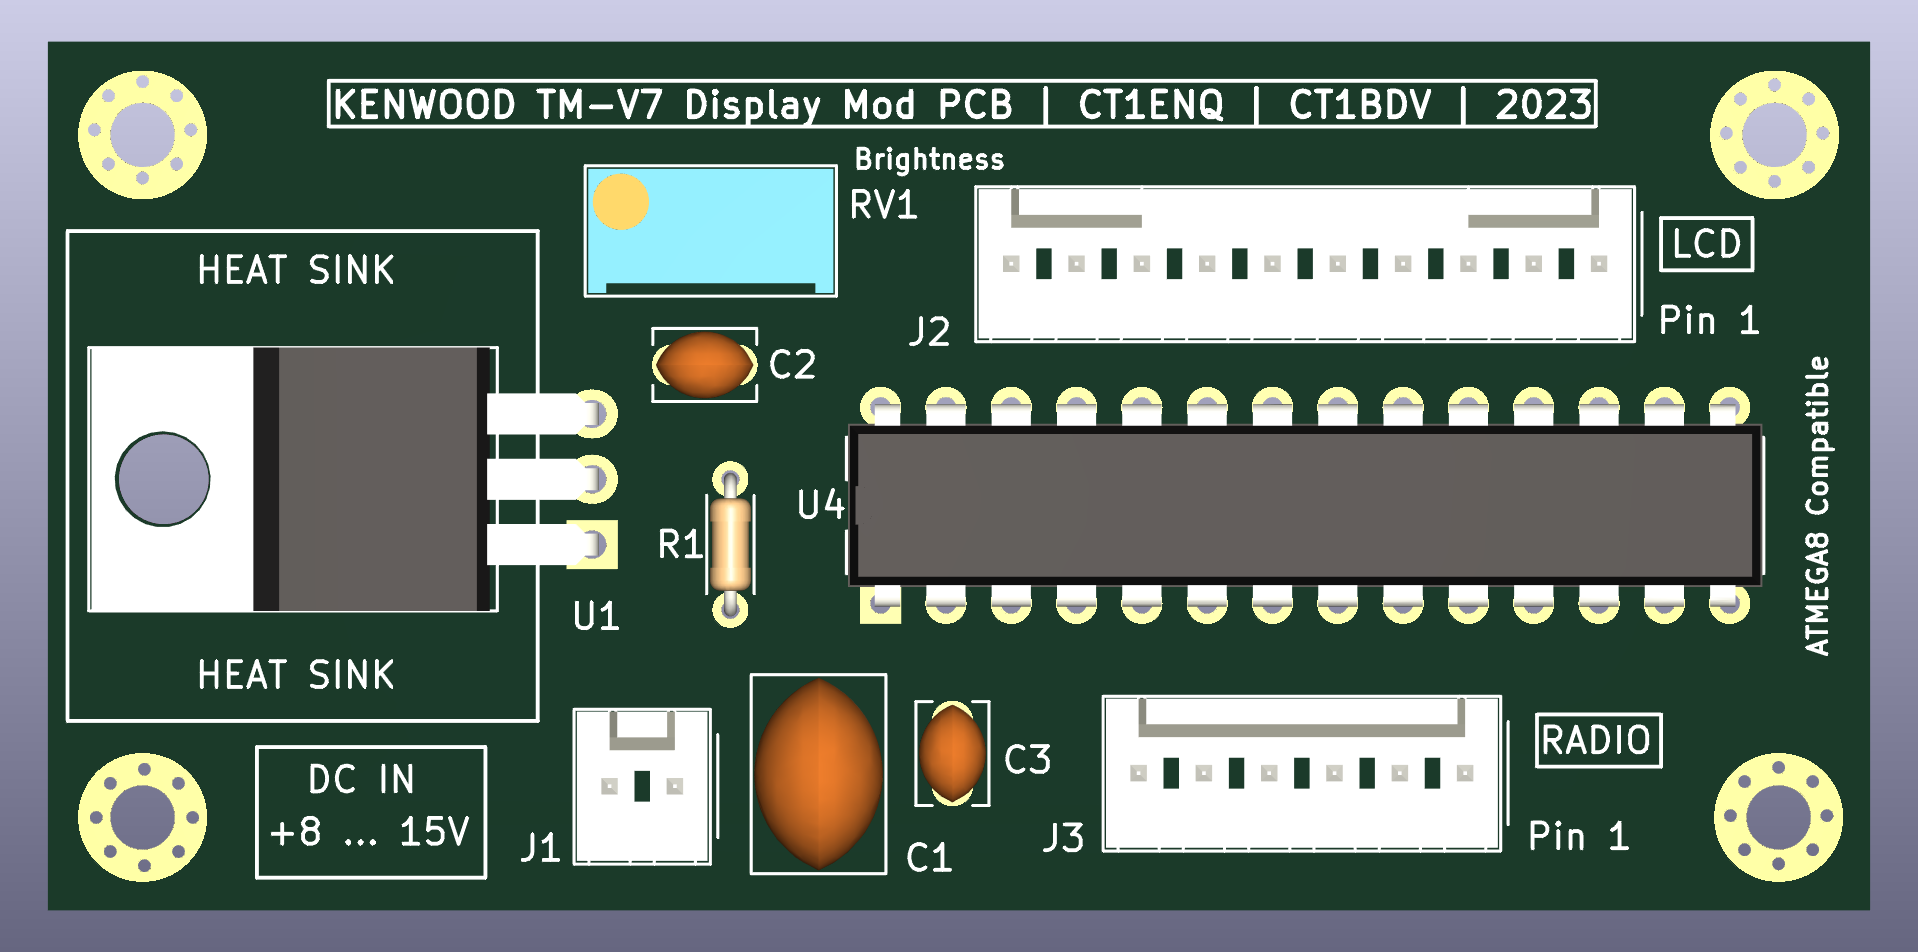 KENWOOD TM-V7 Display Mod PCB | CT1ENQ | CT1BDV | 2023
Brightness
RV1
LCD
HEAT SINK
J2
Pin 1
C2
ATMEGA8 Compatible
U4
R1
U1
HEAT SINK
DC IN
+8 ... 15V
J1
C1
C3
J3
RADIO
Pin 1